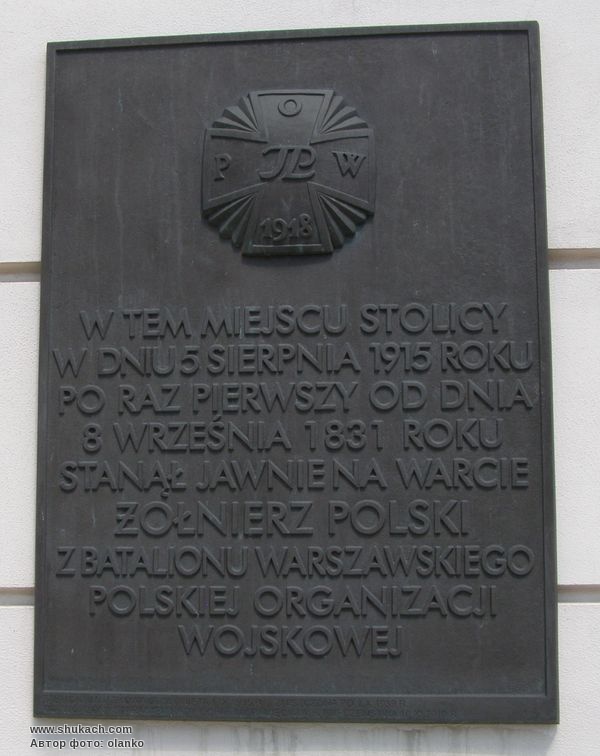 O
P JP W
1918
W TEM MIEJSCU STOLICY
W DNIU 5 SIERPNIA 1915 ROKU
PO RAZ PIERWSZY OD DNIA
8 WRZEŚNIA 1831 ROKU
STANĄŁ JAWNIE NA WARCIE
ŻÓŁNIERZ POLSKI
Z BATALIONU WARSZAWSKIEGO
POLSKIEJ ORGANIZACJI
WOJSKOWEJ
www.shukach.com
Автор фото: olanko